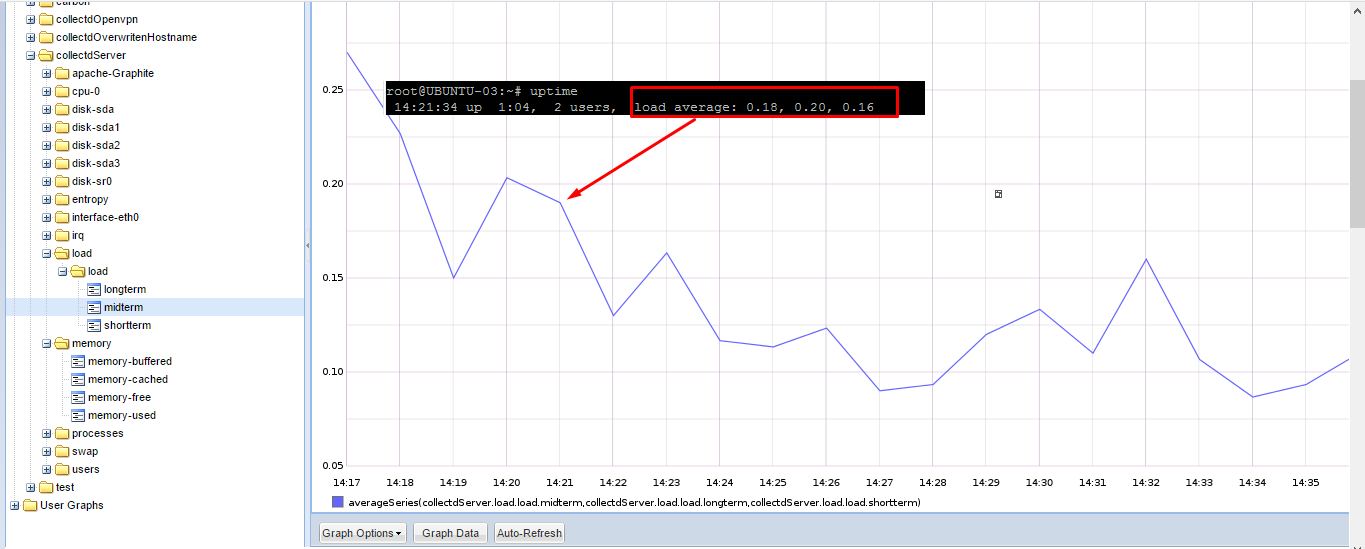 carbon
collectdOpenvpn
collectdOverwritenHostname
collectdServer
apache-Graphite
cpu-0
disk-sda
disk-sda1
disk-sda2
disk-sda3
disk-sr0
entropy
interface-eth0
irq
load
load
longterm
midterm
shortterm
memory
memory-buffered
memory-cached
memory-free
memory-used
processes
swap
users
test
User Graphs
root@UBUNTU-03:~# uptime
14:21:34 up 1:04, 2 users, load average: 0.18, 0.20, 0.16
0.25
0.20
0.15
0.10
0.05
14:17 14:18 14:19 14:20 14:21 14:22 14:23 14:24 14:25 14:26 14:27 14:28 14:29 14:30 14:31 14:32 14:33 14:34 14:35
averageSeries(collectdServer.load.load.midterm,collectdServer.load.load.longterm,collectdServer.load.load.shortterm)
Graph Options Graph Data Auto-Refresh